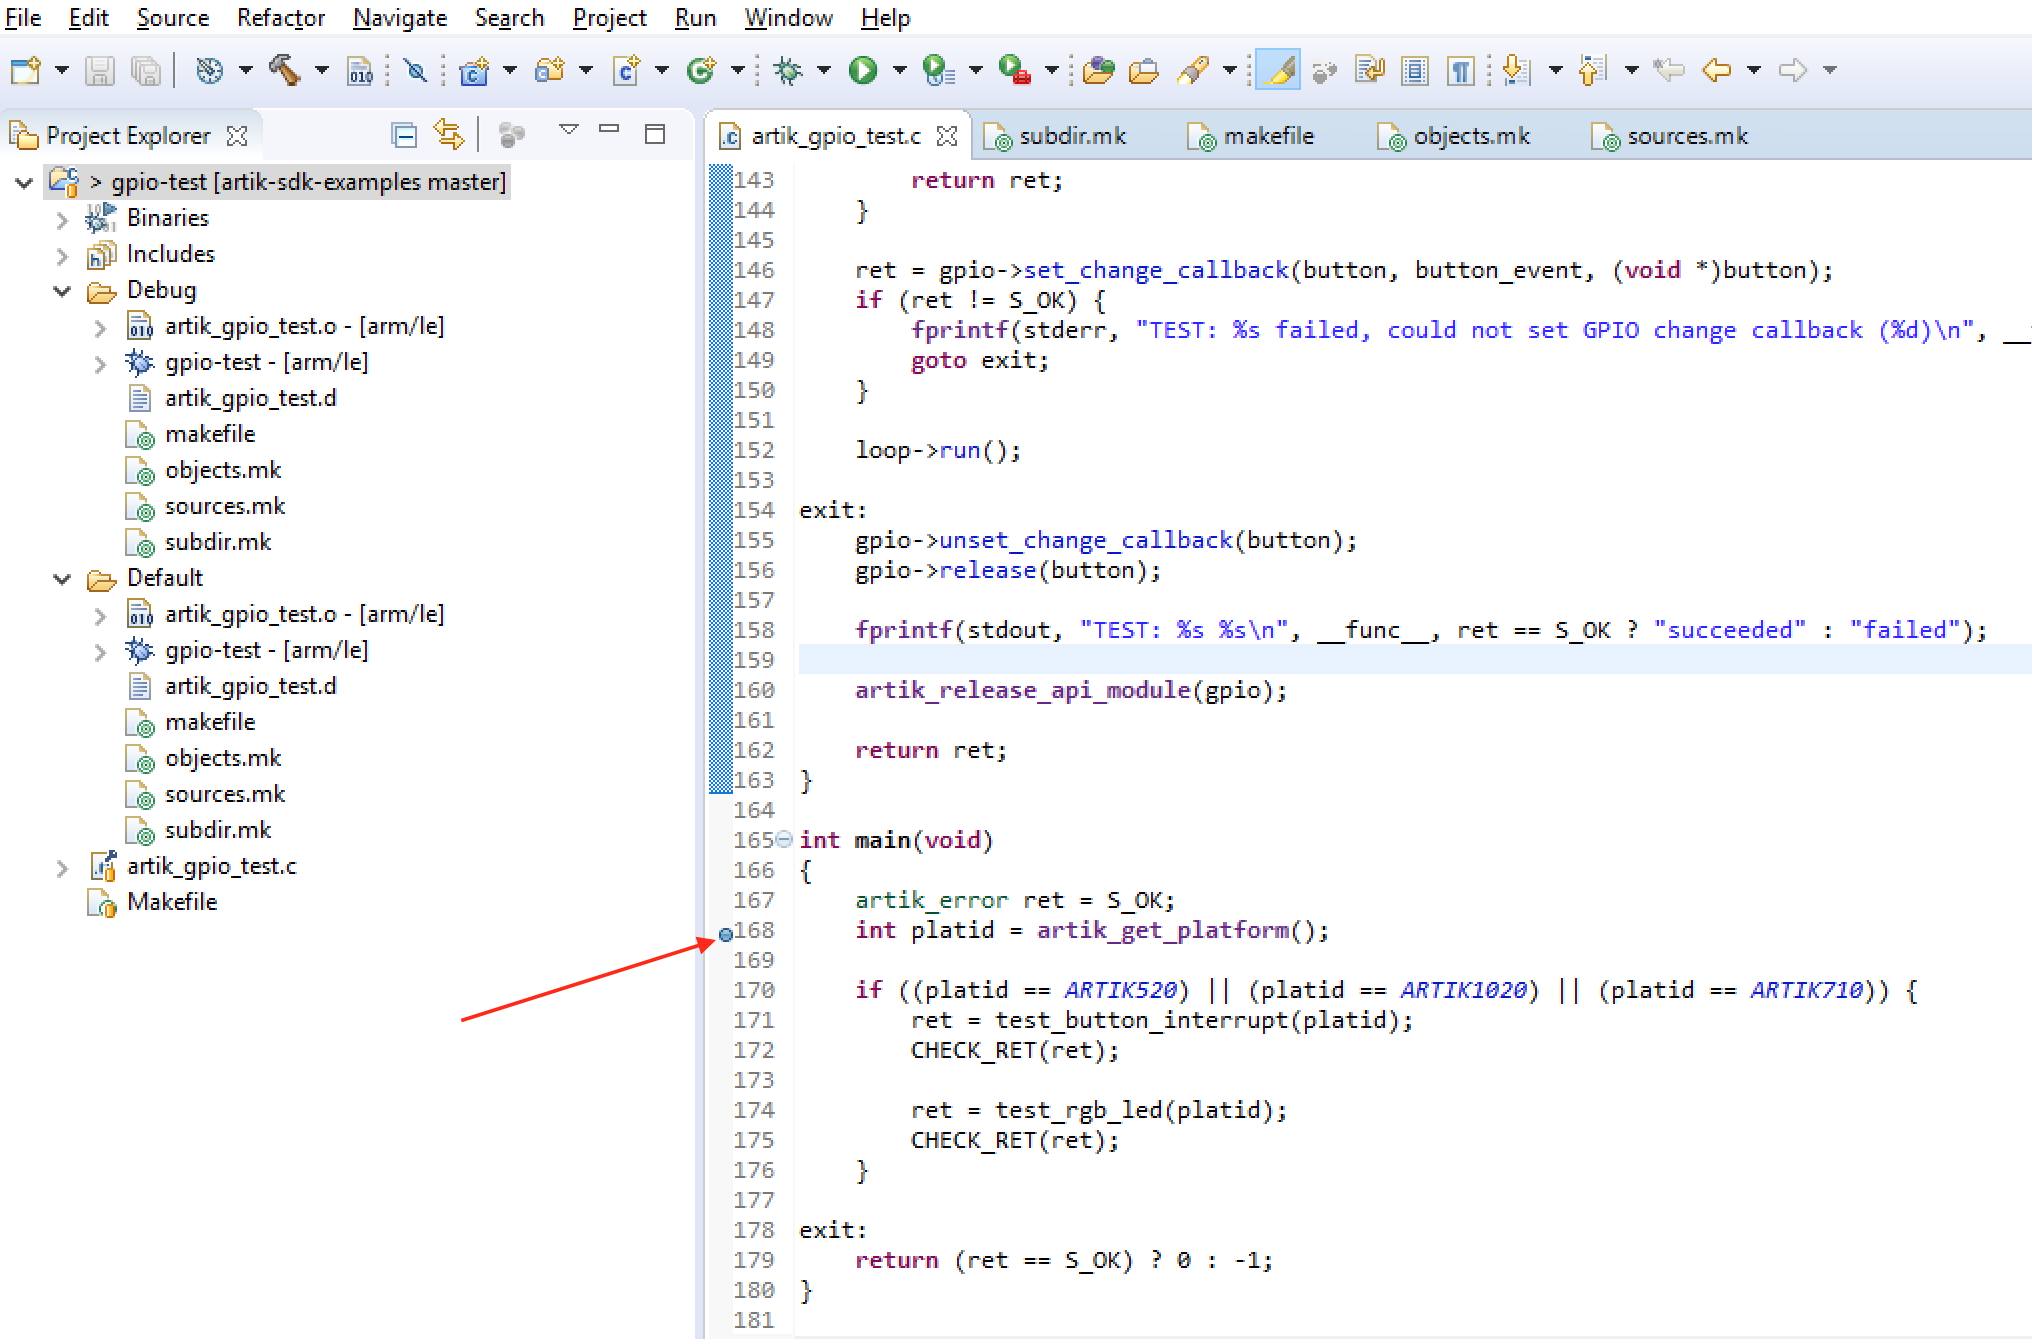 File Edit Source Refactor Navigate Search Project Run Window Help
Project Explorer
> gpio-test [artik-sdk-examples master]
Binaries
Includes
Debug
artik_gpio_test.o - [arm/le]
gpio-test - [arm/le]
artik_gpio_test.d
makefile
objects.mk
sources.mk
subdir.mk
Default
artik_gpio_test.o - [arm/le]
gpio-test - [arm/le]
artik_gpio_test.d
makefile
objects.mk
sources.mk
subdir.mk
artik_gpio_test.c
Makefile
artik_gpio_test.c subdir.mk makefile objects.mk sources.mk
143         return ret;
144     }
145
146     ret = gpio->set_change_callback(button, button_event, (void *)button);
147     if (ret != S_OK) {
148         fprintf(stderr, "TEST: %s failed, could not set GPIO change callback (%d)\n", __
149         goto exit;
150     }
151
152     loop->run();
153
154 exit:
155     gpio->unset_change_callback(button);
156     gpio->release(button);
157
158     fprintf(stdout, "TEST: %s %s\n", __func__, ret == S_OK ? "succeeded" : "failed");
159
160     artik_release_api_module(gpio);
161
162     return ret;
163 }
164
165 int main(void)
166 {
167     artik_error ret = S_OK;
168     int platid = artik_get_platform();
169
170     if ((platid == ARTIK520) || (platid == ARTIK1020) || (platid == ARTIK710)) {
171         ret = test_button_interrupt(platid);
172         CHECK_RET(ret);
173
174         ret = test_rgb_led(platid);
175         CHECK_RET(ret);
176     }
177
178 exit:
179     return (ret == S_OK) ? 0 : -1;
180 }
181